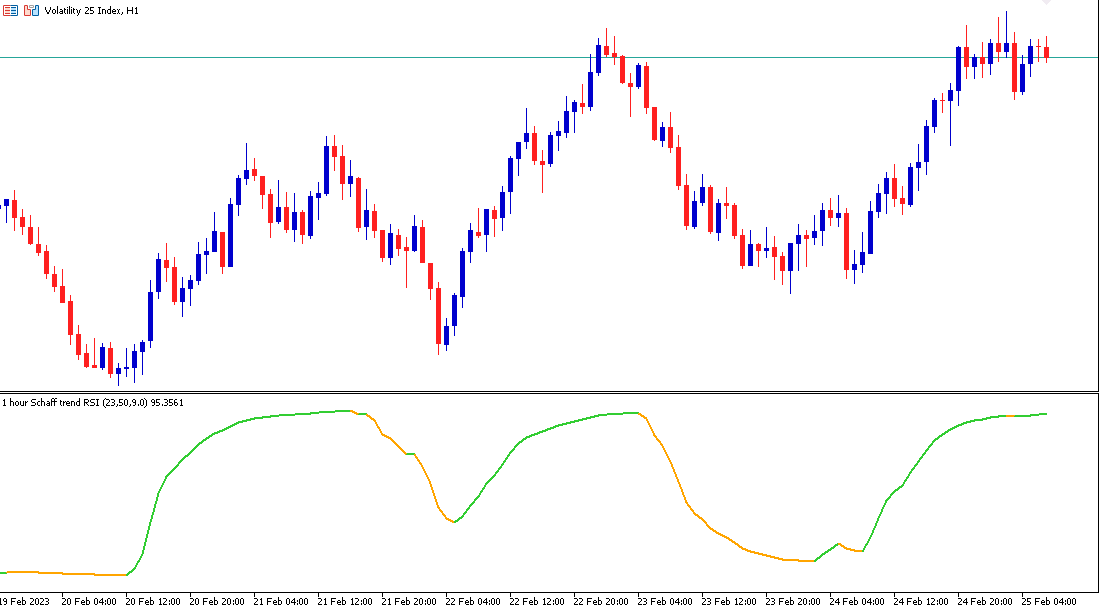 Volatility 25 Index, H1
1 hour Schaff trend RSI (23,50,9.0) 95.3561
19 Feb 2023 20 Feb 04:00 20 Feb 12:00 20 Feb 20:00 21 Feb 04:00 21 Feb 12:00 21 Feb 20:00 22 Feb 04:00 22 Feb 12:00 22 Feb 20:00 23 Feb 04:00 23 Feb 12:00 23 Feb 20:00 24 Feb 04:00 24 Feb 12:00 24 Feb 20:00 25 Feb 04:00